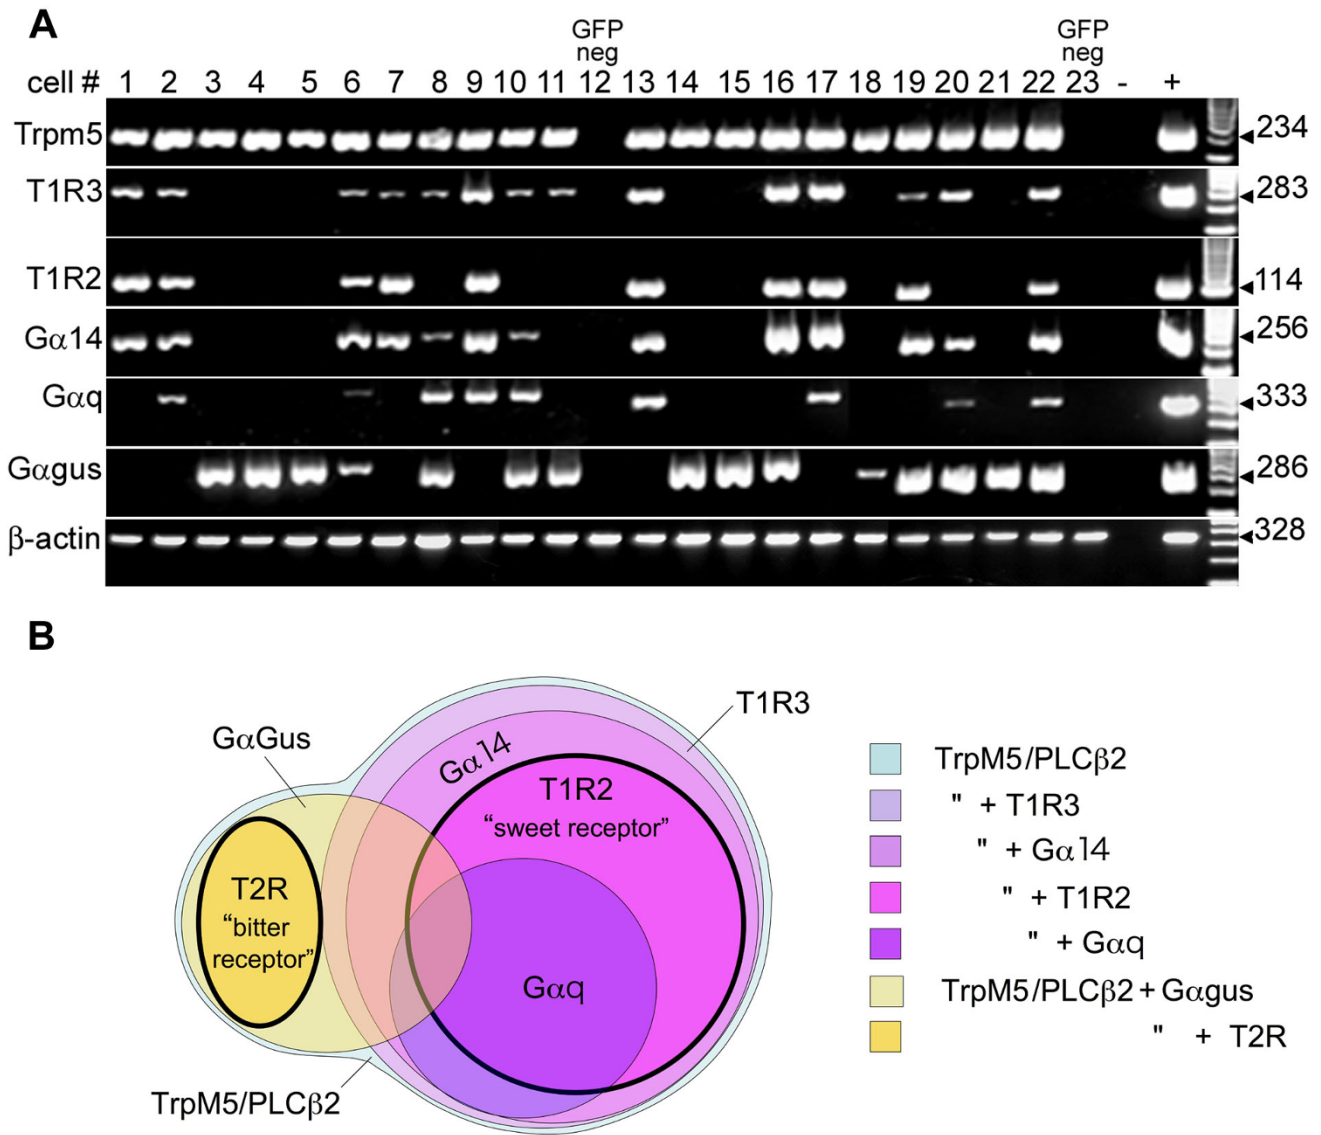 A
GFP
neg
GFP
neg
cell # 1 2 3 4 5 6 7 8 9 10 11 12 13 14 15 16 17 18 19 20 21 22 23 - +
Trpm5 234
T1R3 283
T1R2 114
Gα14 256
Gαq 333
Gαgus 286
β-actin 328
B
T1R3
GαGus
Gα14
T1R2
“sweet receptor”
T2R
“bitter
receptor”
Gαq
TrpM5/PLCβ2
TrpM5/PLCβ2
" + T1R3
" + Gα14
" + T1R2
" + Gαq
TrpM5/PLCβ2 + Gαgus
" + T2R